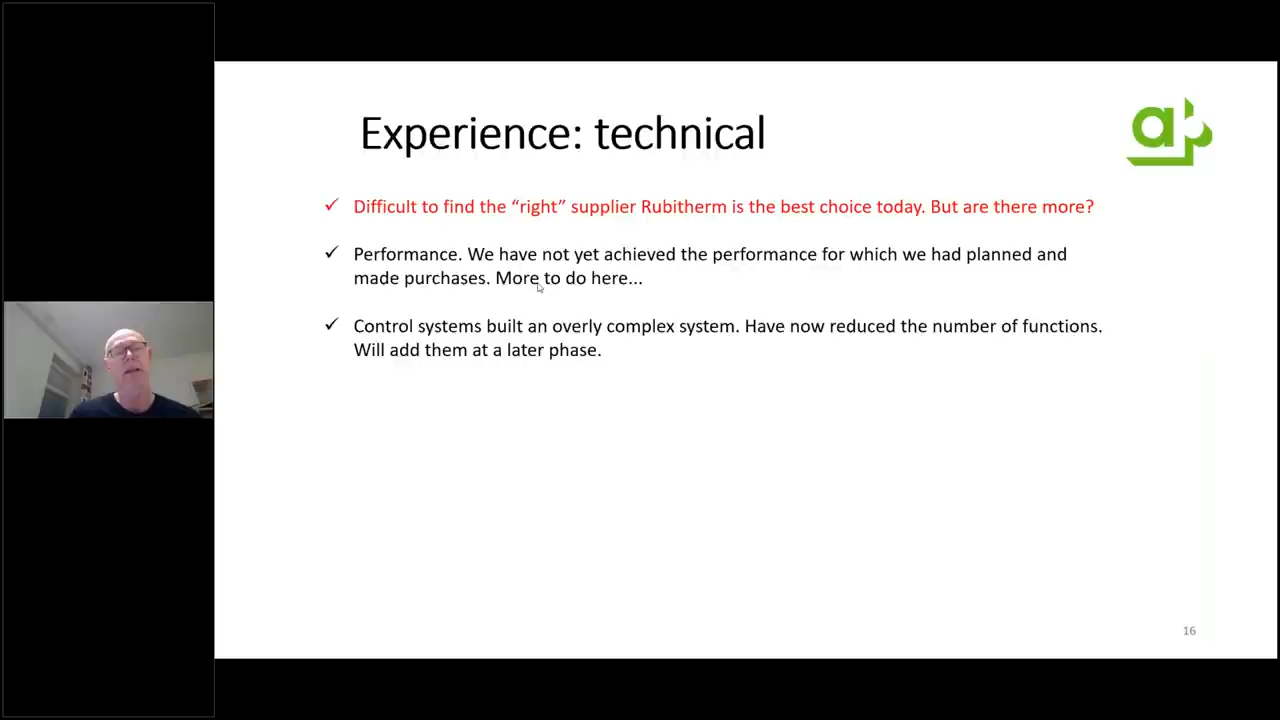 Experience: technical
ab
✓ Difficult to find the “right” supplier Rubitherm is the best choice today. But are there more?
✓ Performance. We have not yet achieved the performance for which we had planned and
made purchases. More to do here...
✓ Control systems built an overly complex system. Have now reduced the number of functions.
Will add them at a later phase.
16